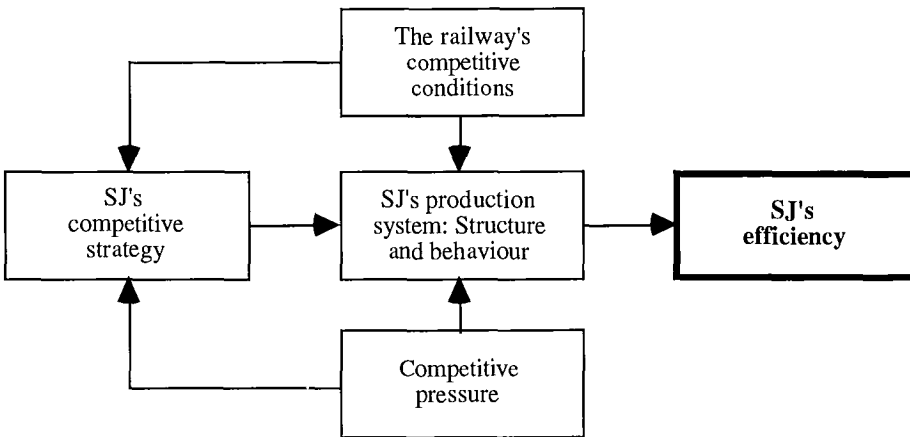 The railway's
competitive
conditions
SJ's
competitive
strategy
SJ's production
system: Structure
and behaviour
SJ's
efficiency
Competitive
pressure